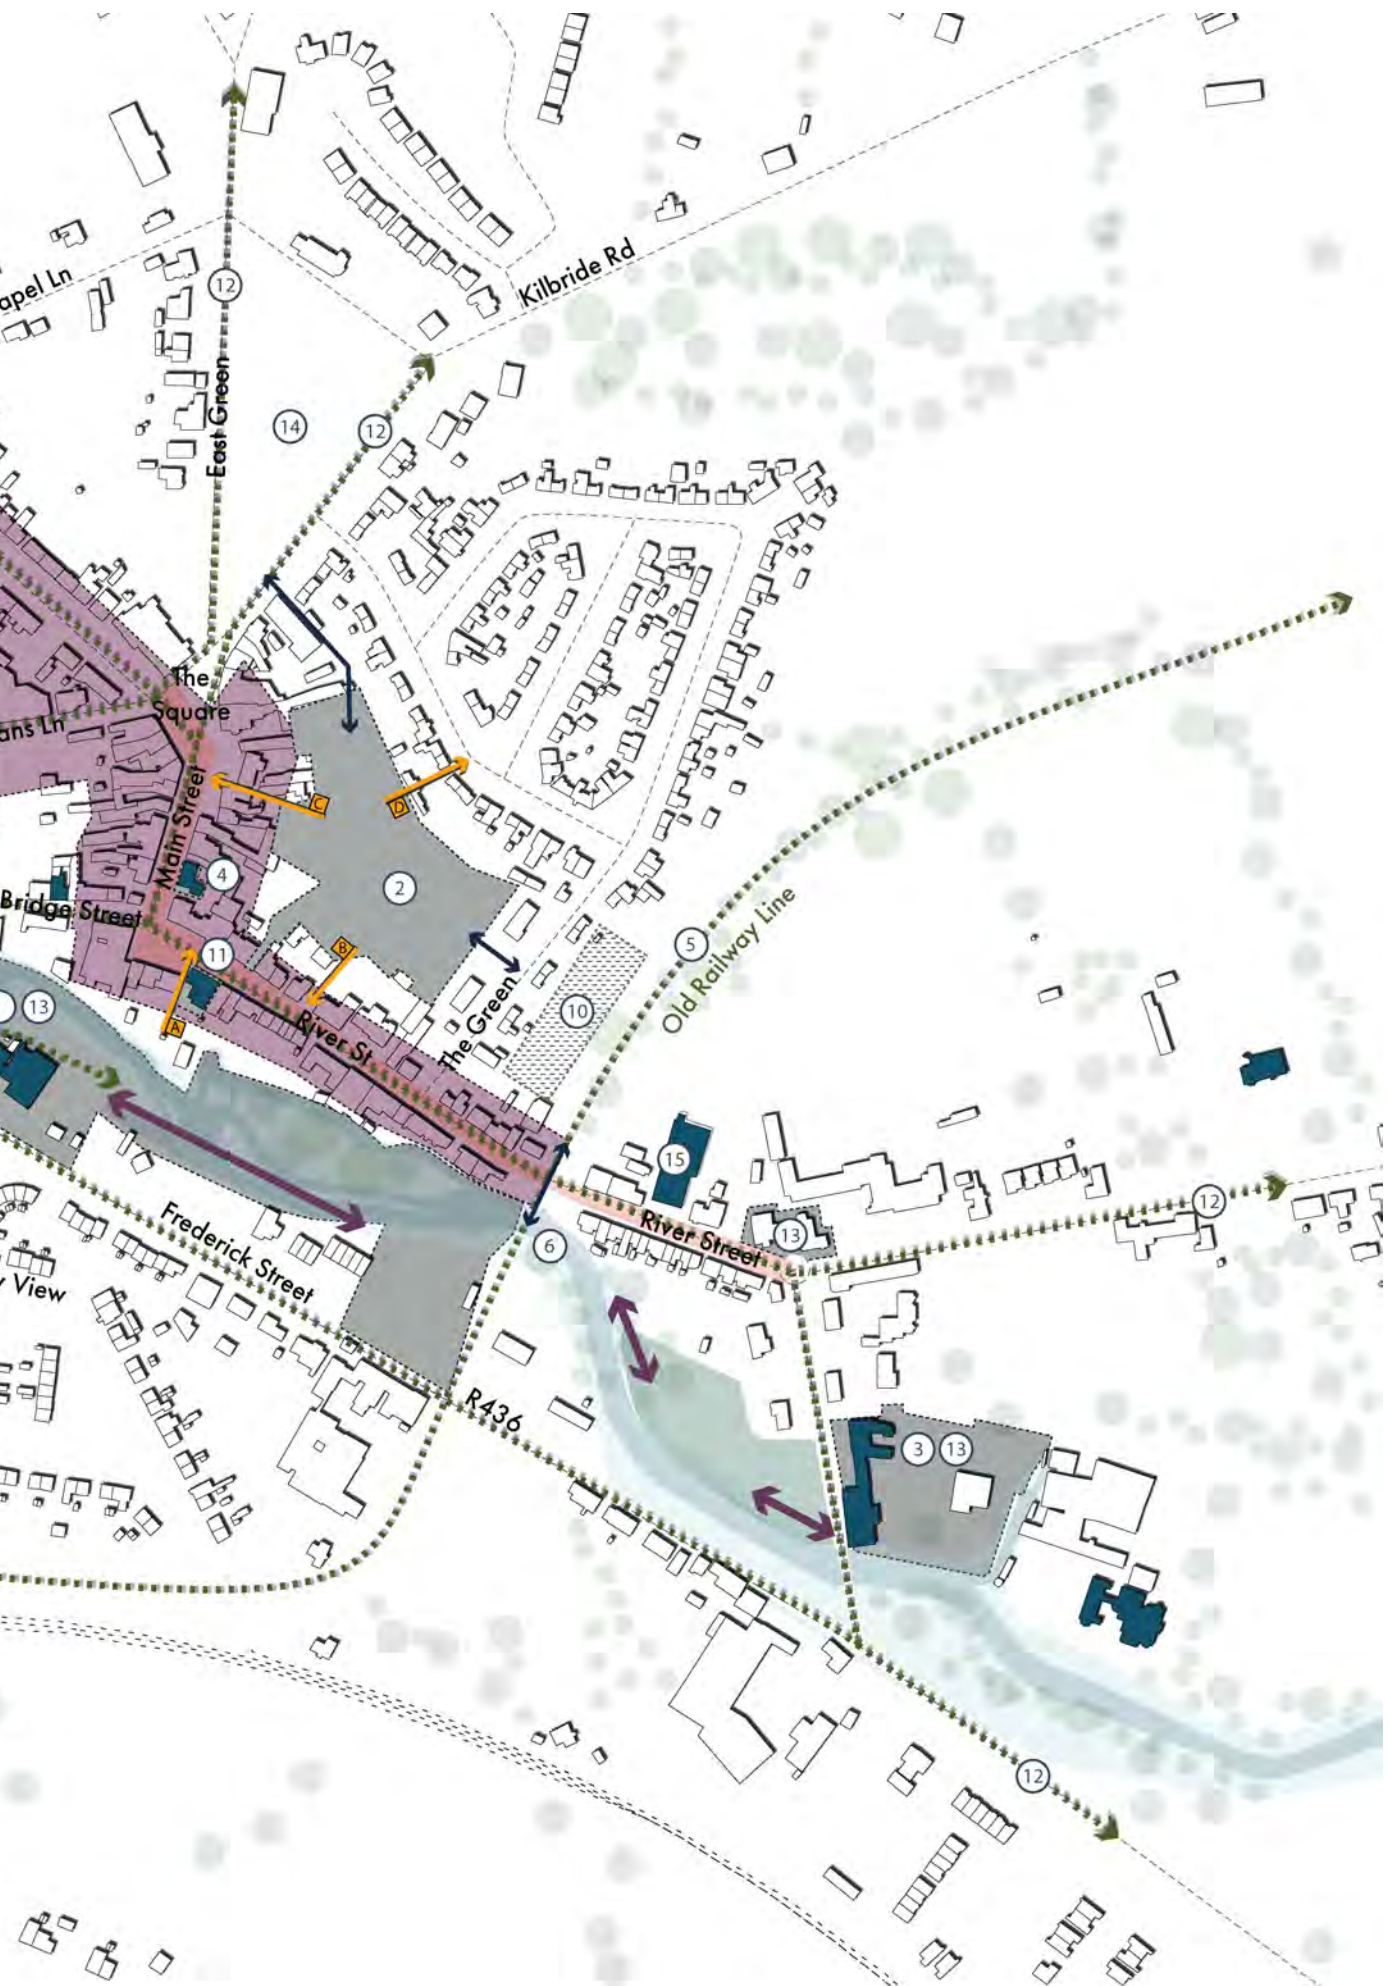 Kilbride Rd
apel Ln
12
East Green
14
12
The
Square
ans Ln
Main Street
C
D
4
2
Bridge Street
Old Railway Line
5
11
B
13
A
River St
The Green
10
15
12
Frederick Street
River Street
13
6
y View
R436
3
13
12